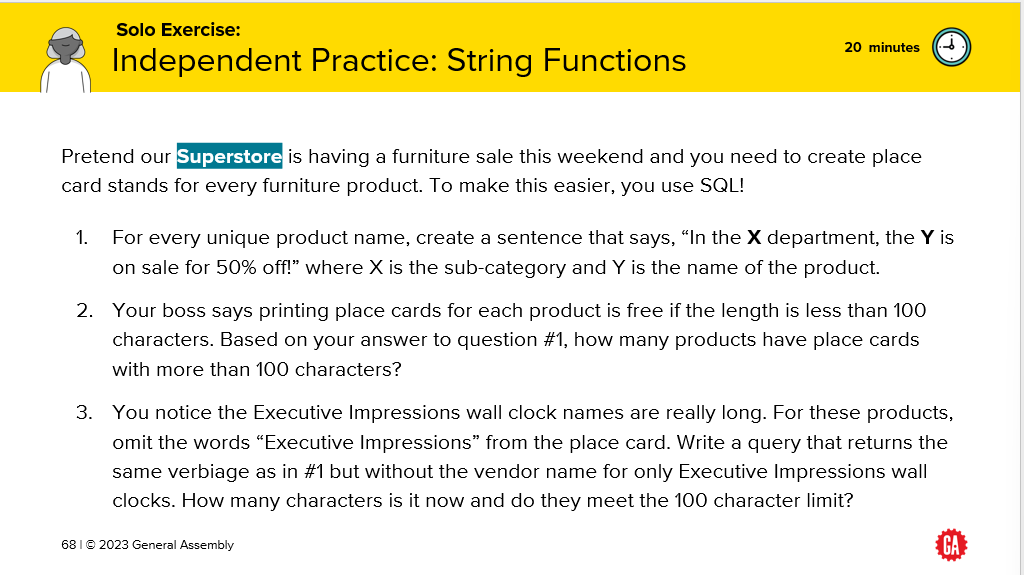 Solo Exercise:
Independent Practice: String Functions
20 minutes
Pretend our Superstore is having a furniture sale this weekend and you need to create place
card stands for every furniture product. To make this easier, you use SQL!
1. For every unique product name, create a sentence that says, “In the X department, the Y is
on sale for 50% off!” where X is the sub-category and Y is the name of the product.
2. Your boss says printing place cards for each product is free if the length is less than 100
characters. Based on your answer to question #1, how many products have place cards
with more than 100 characters?
3. You notice the Executive Impressions wall clock names are really long. For these products,
omit the words “Executive Impressions” from the place card. Write a query that returns the
same verbiage as in #1 but without the vendor name for only Executive Impressions wall
clocks. How many characters is it now and do they meet the 100 character limit?
68 | © 2023 General Assembly
GA